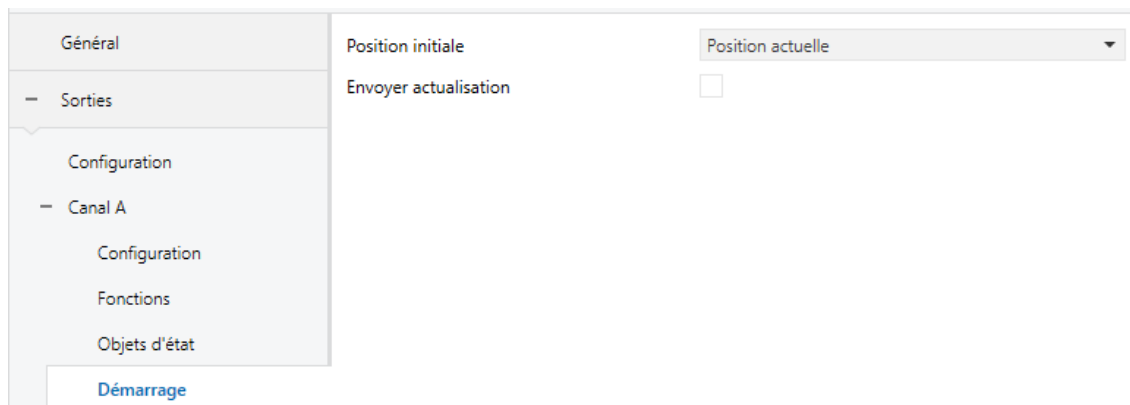 Général
Sorties
Configuration
Canal A
Configuration
Fonctions
Objets d'état
Démarrage
Position initiale
Position actuelle
Envoyer actualisation